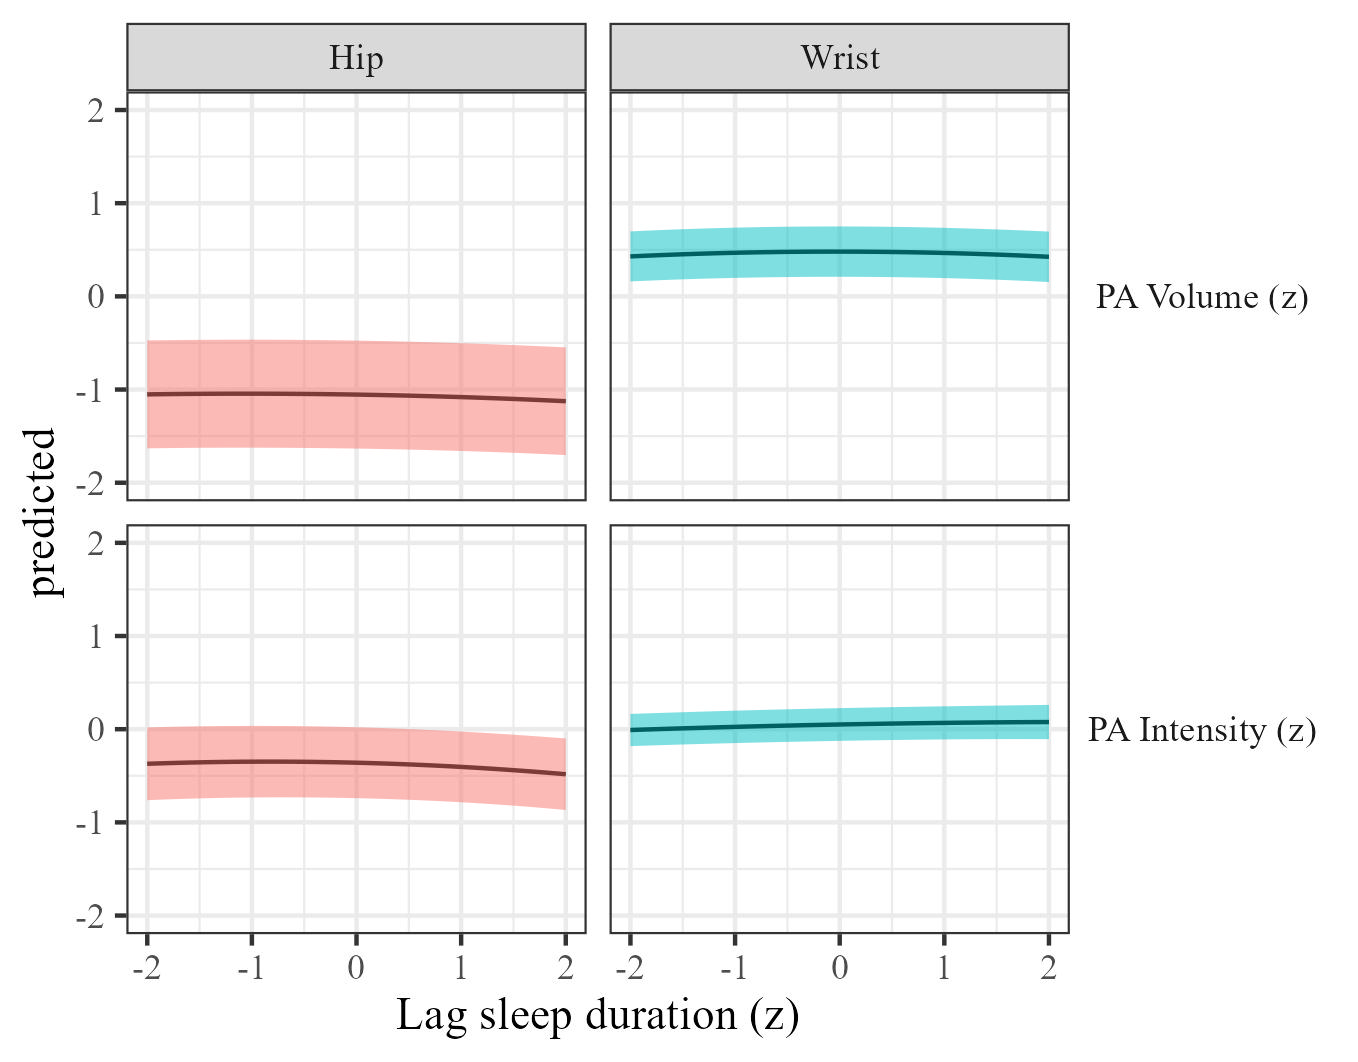 Hip
Wrist
2
1
0
-1
-2
PA Volume (z)
predicted
2
1
0
-1
-2
PA Intensity (z)
-2 -1 0 1 2
-2 -1 0 1 2
Lag sleep duration (z)